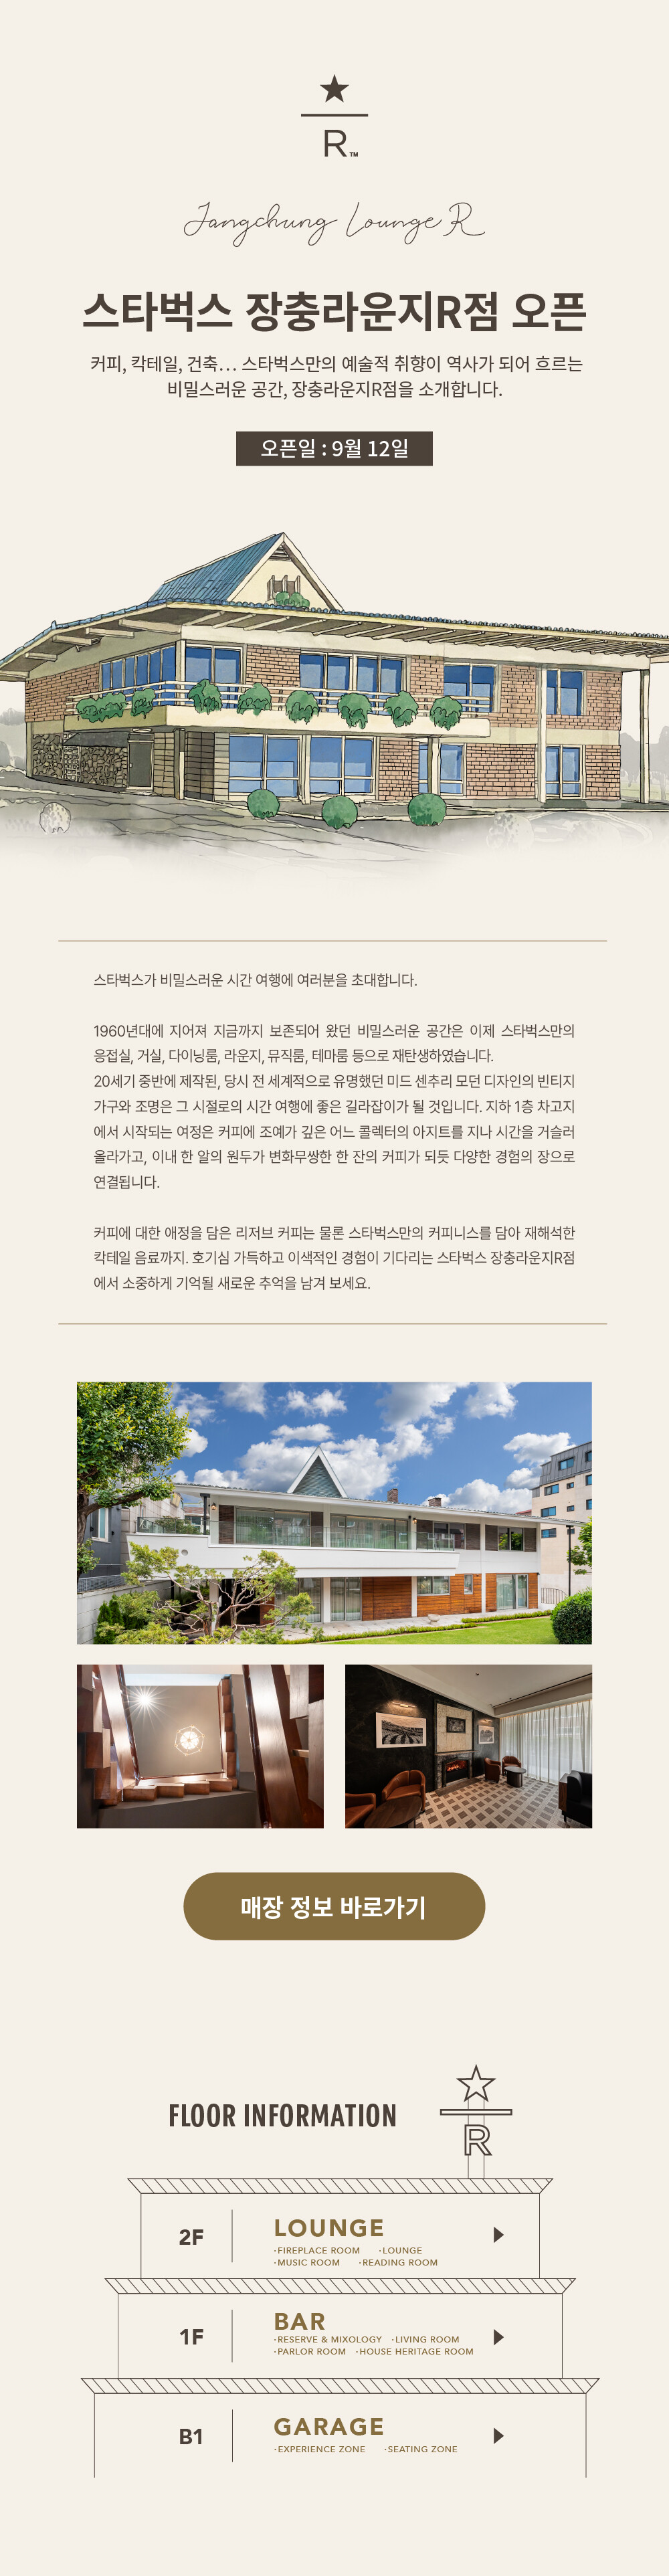 R™
Jangchung Lounge R
스타벅스 장충라운지R점 오픈
커피, 칵테일, 건축... 스타벅스만의 예술적 취향이 역사가 되어 흐르는
비밀스러운 공간, 장충라운지R점을 소개합니다.
오픈일 : 9월 12일
스타벅스가 비밀스러운 시간 여행에 여러분을 초대합니다.
1960년대에 지어져 지금까지 보존되어 왔던 비밀스러운 공간은 이제 스타벅스만의
응접실, 거실, 다이닝룸, 라운지, 뮤직룸, 테마룸 등으로 재탄생하였습니다.
20세기 중반에 제작된, 당시 전 세계적으로 유명했던 미드 센추리 모던 디자인의 빈티지
가구와 조명은 그 시절로의 시간 여행에 좋은 길라잡이가 될 것입니다. 지하 1층 차고지
에서 시작되는 여정은 커피에 조예가 깊은 어느 콜렉터의 아지트를 지나 시간을 거슬러
올라가고, 이내 한 알의 원두가 변화무쌍한 한 잔의 커피가 되듯 다양한 경험의 장으로
연결됩니다.
커피에 대한 애정을 담은 리저브 커피는 물론 스타벅스만의 커피니스를 담아 재해석한
칵테일 음료까지. 호기심 가득하고 이색적인 경험이 기다리는 스타벅스 장충라운지R점
에서 소중하게 기억될 새로운 추억을 남겨 보세요.
매장 정보 바로가기
FLOOR INFORMATION
R
2F
LOUNGE
·FIREPLACE ROOM ·LOUNGE
·MUSIC ROOM ·READING ROOM
1F
BAR
·RESERVE & MIXOLOGY ·LIVING ROOM
·PARLOR ROOM ·HOUSE HERITAGE ROOM
B1
GARAGE
·EXPERIENCE ZONE ·SEATING ZONE